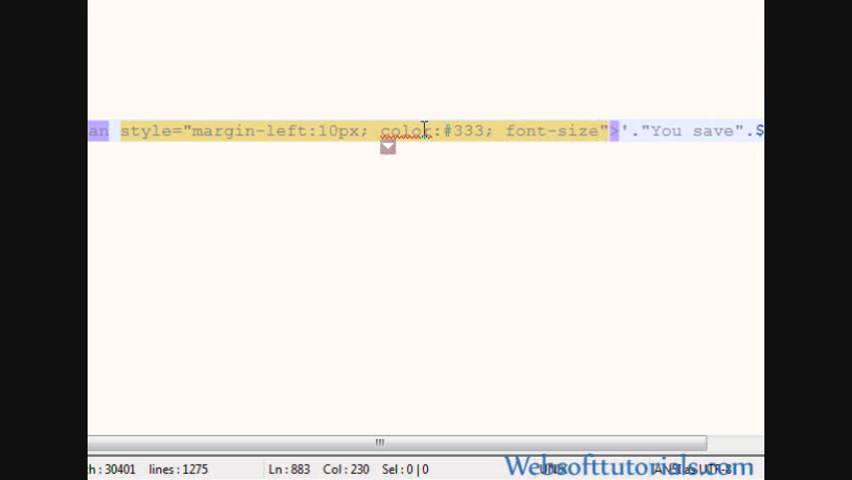 an style="margin-left:10px; color:#333; font-size">'."You save".$
th : 30401 lines : 1275 Ln : 883 Col : 230 Sel : 0 | 0
Websofttutorials.com